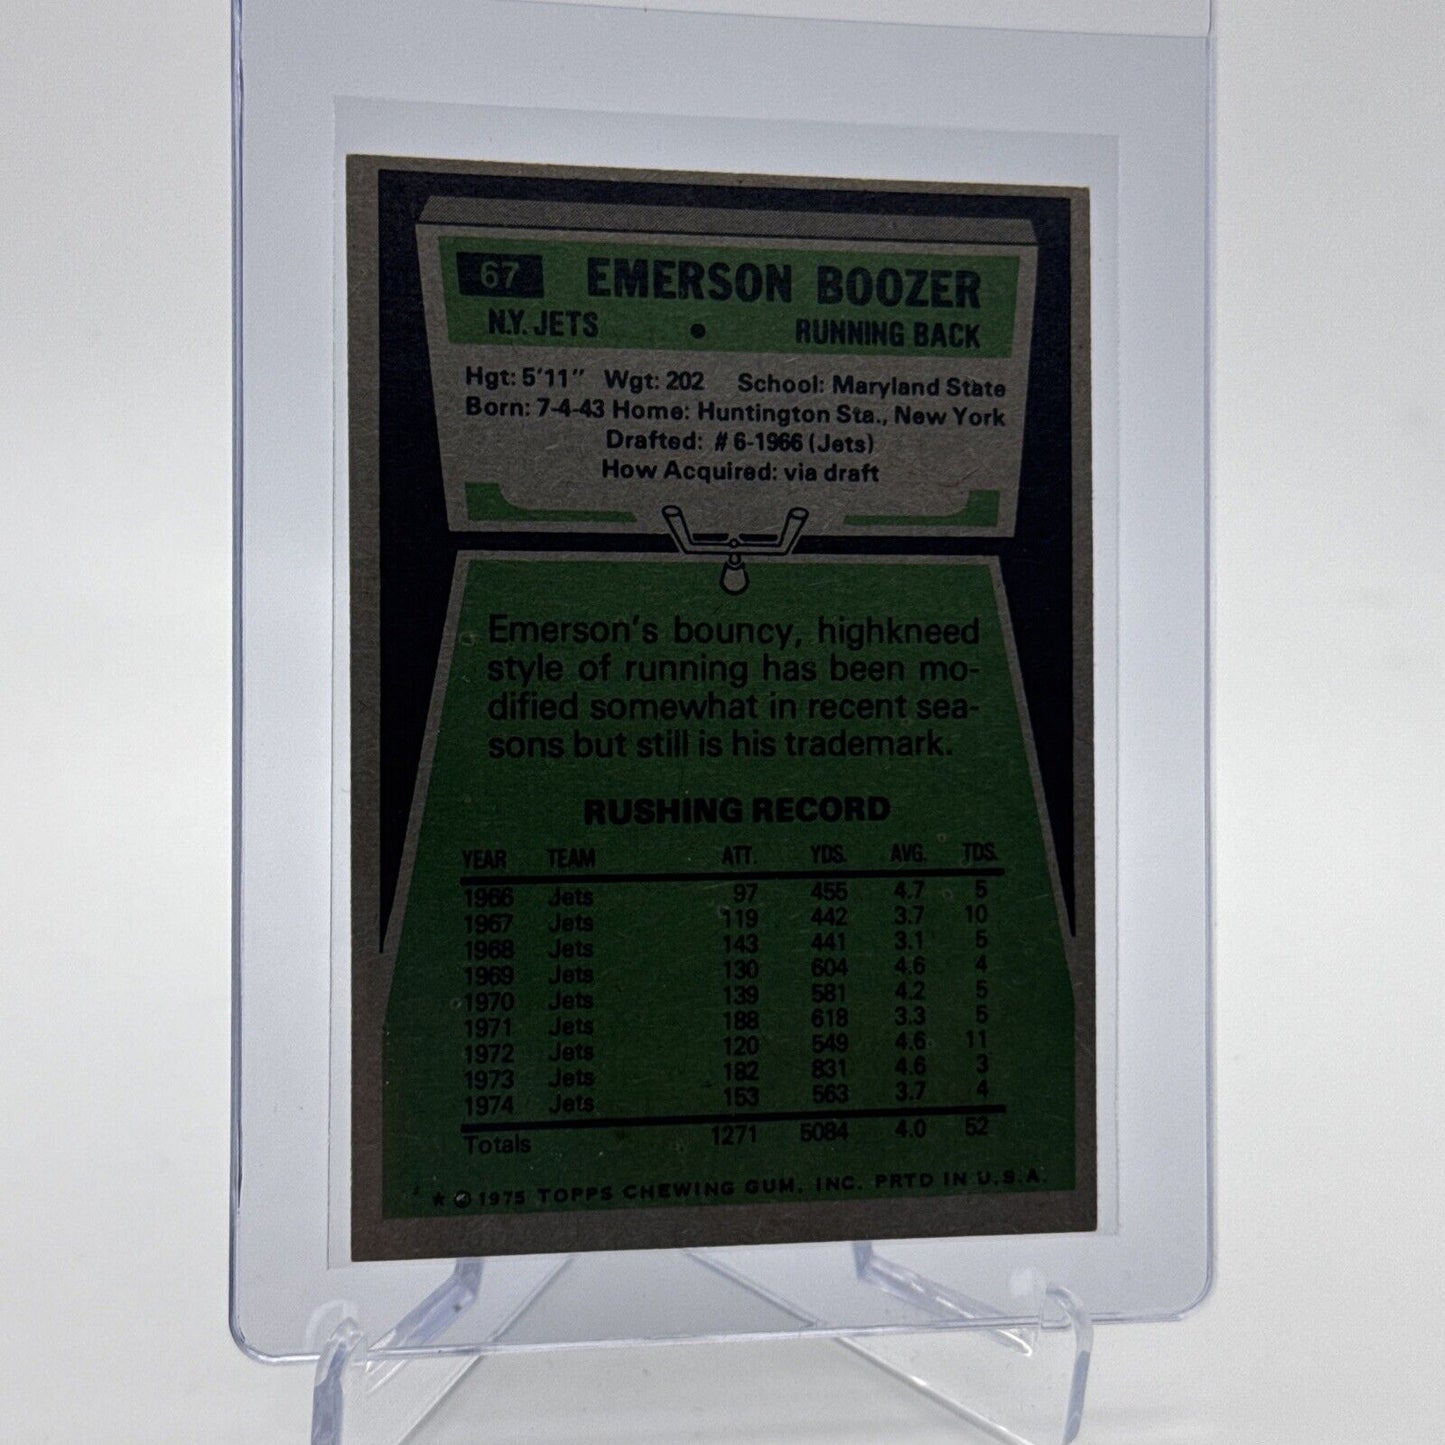 67 EMERSON BOOZER
N.Y. JETS • RUNNING BACK
Hgt: 5'11" Wgt: 202 School: Maryland State
Born: 7-4-43 Home: Huntington Sta., New York
Drafted: # 6-1966 (Jets)
How Acquired: via draft
Emerson's bouncy, highkneed
style of running has been mo-
dified somewhat in recent sea-
sons but still is his trademark.
RUSHING RECORD
YEAR TEAM ATT. YDS. AVG. TDS.
1966 Jets 97 455 4.7 5
1967 Jets 119 442 3.7 10
1968 Jets 143 441 3.1 5
1969 Jets 130 604 4.6 4
1970 Jets 139 581 4.2 5
1971 Jets 188 618 3.3 5
1972 Jets 120 549 4.6 11
1973 Jets 182 831 4.6 3
1974 Jets 153 563 3.7 4
Totals 1271 5084 4.0 52
* © 1975 TOPPS CHEWING GUM, INC. PRTD IN U.S.A.